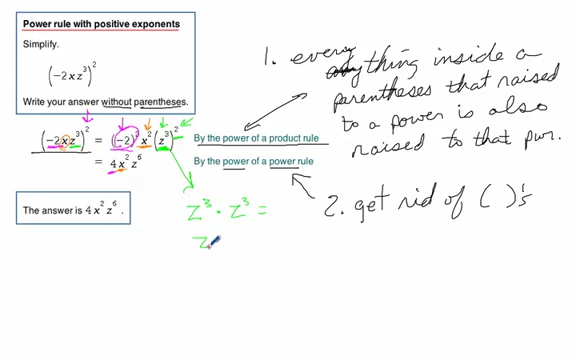 Power rule with positive exponents
Simplify.
(-2xz³)²
Write your answer without parentheses.
(-2xz³)² = (-2)² x² (z³)² By the power of a product rule
= 4x²z⁶ By the power of a power rule
The answer is 4x²z⁶.
1. every
thing inside a
parentheses that raised
to a power is also
raised to that pwr.
2. get rid of ( )'s
z³ · z³ =
z